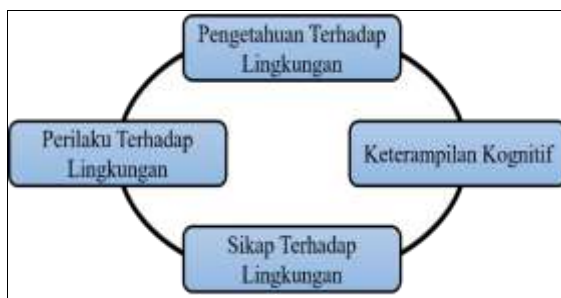 Pengetahuan Terhadap
Lingkungan
Perilaku Terhadap
Lingkungan
Keterampilan Kognitif
Sikap Terhadap
Lingkungan